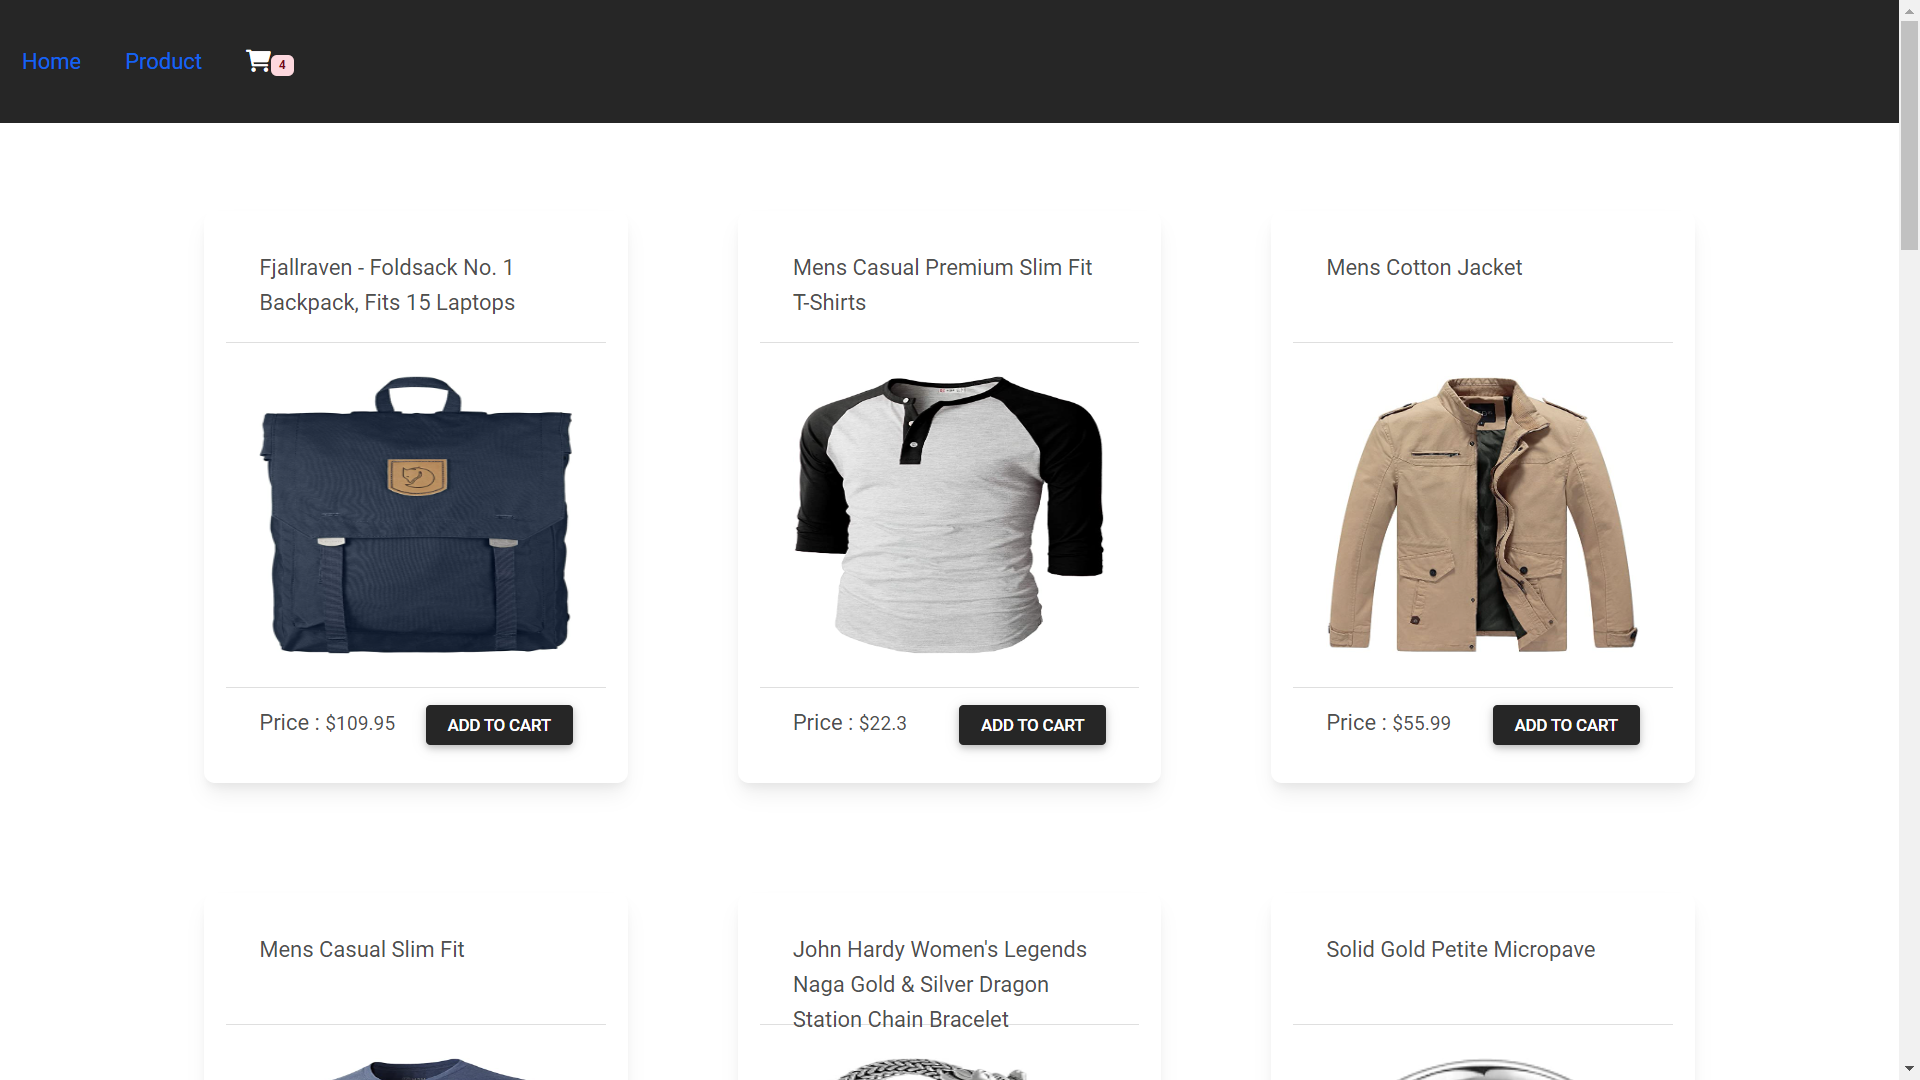 Home Product 4
Fjallraven - Foldsack No. 1
Backpack, Fits 15 Laptops
Mens Casual Premium Slim Fit
T-Shirts
Mens Cotton Jacket
Price : $109.95 ADD TO CART
Price : $22.3 ADD TO CART
Price : $55.99 ADD TO CART
Mens Casual Slim Fit
John Hardy Women's Legends
Naga Gold & Silver Dragon
Station Chain Bracelet
Solid Gold Petite Micropave